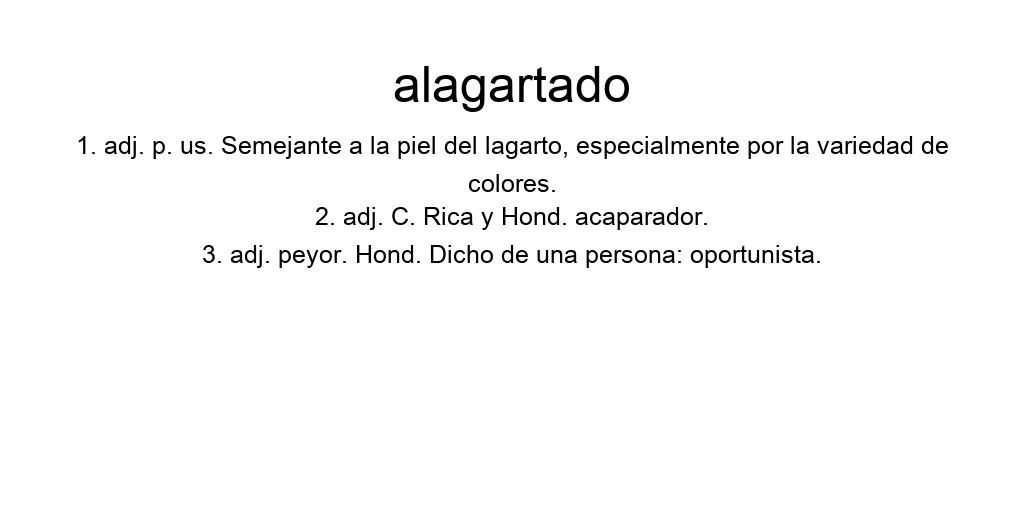 alagartado
1. adj. p. us. Semejante a la piel del lagarto, especialmente por la variedad de
colores.
2. adj. C. Rica y Hond. acaparador.
3. adj. peyor. Hond. Dicho de una persona: oportunista.